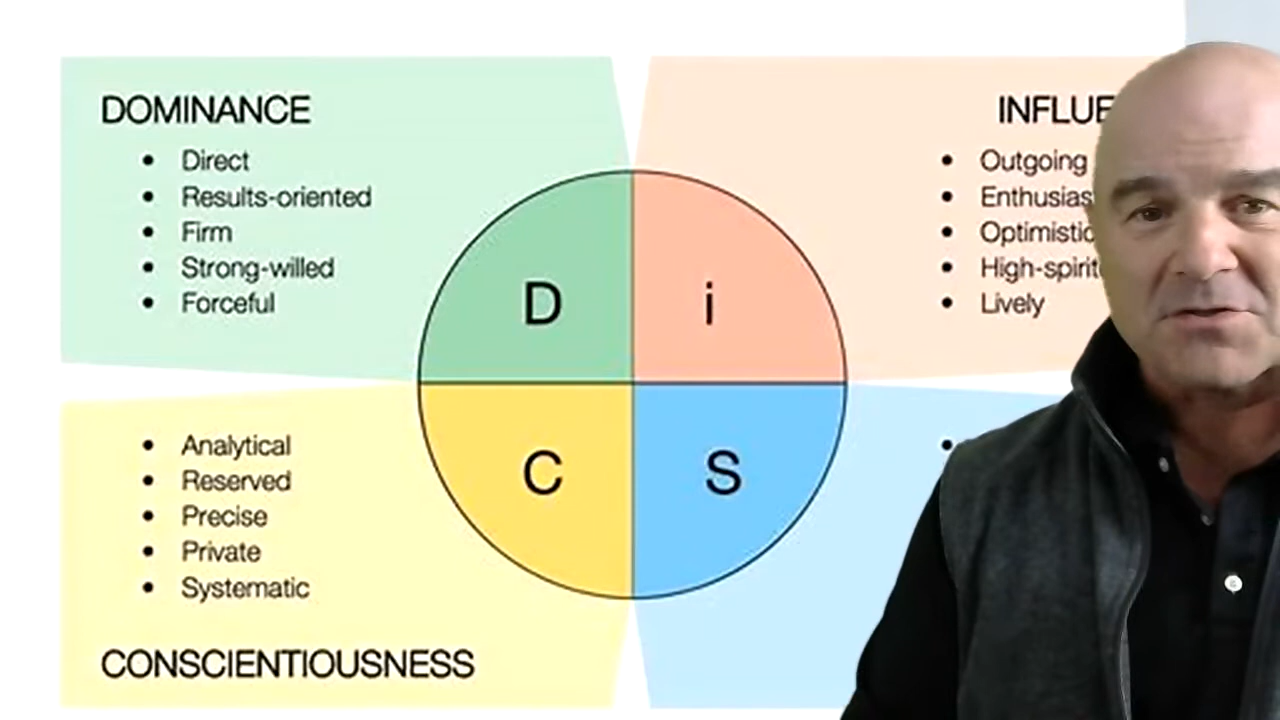 DOMINANCE
• Direct
• Results-oriented
• Firm
• Strong-willed
• Forceful
INFLUE
• Outgoing
• Enthusias
• Optimistic
• High-spirit
• Lively
D
i
C
S
• Analytical
• Reserved
• Precise
• Private
• Systematic
CONSCIENTIOUSNESS